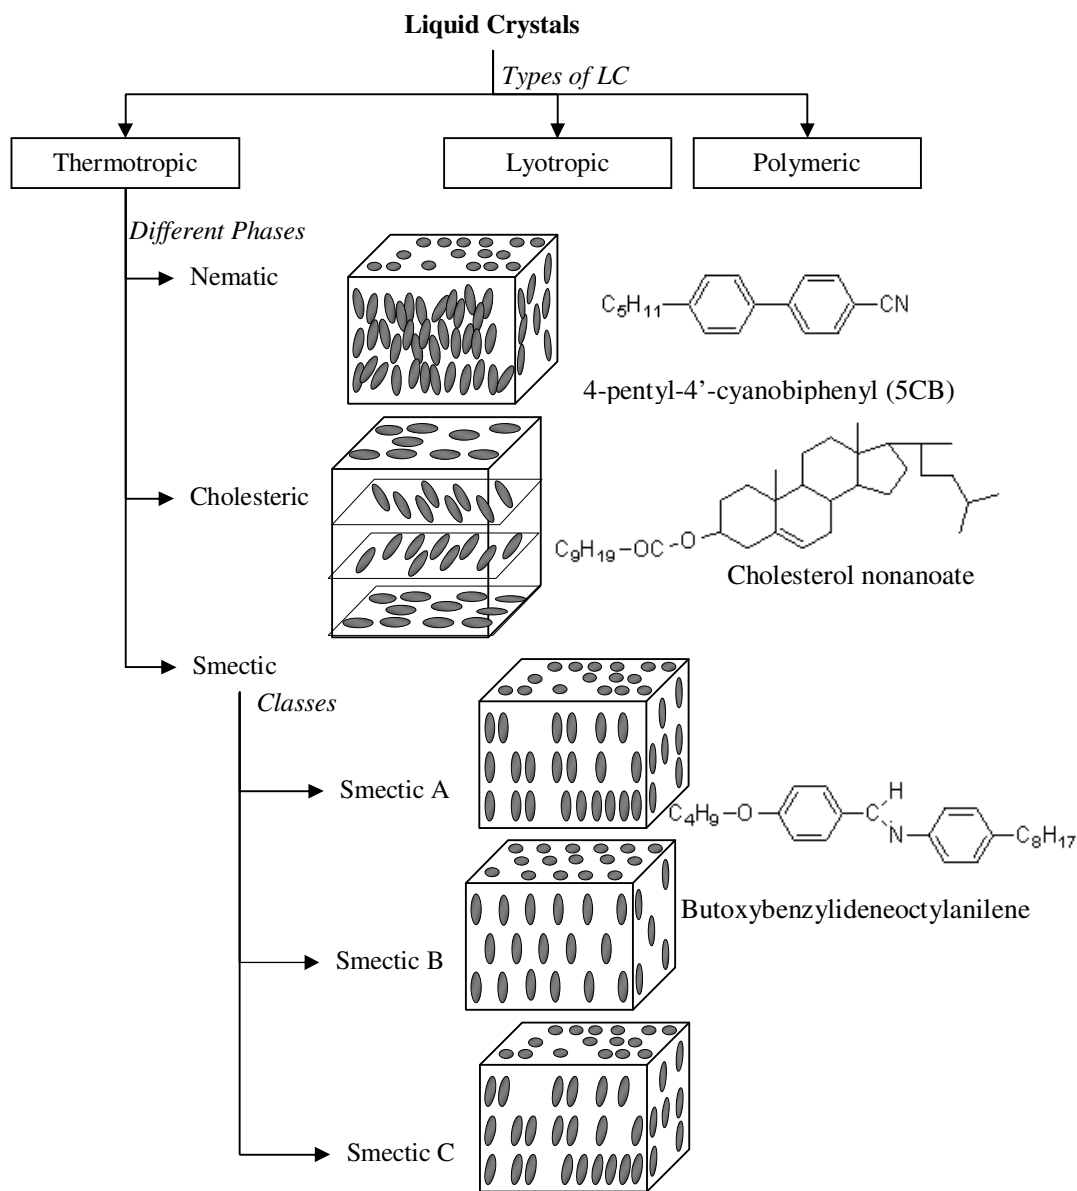 Liquid Crystals
Types of LC
Thermotropic
Lyotropic
Polymeric
Different Phases
Nematic
C5H11
CN
4-pentyl-4’-cyanobiphenyl (5CB)
Cholesteric
C9H19-OC-O
Cholesterol nonanoate
Smectic
Classes
Smectic A
C4H9-O
C
H
N
C8H17
Butoxybenzylideneoctylanilene
Smectic B
Smectic C